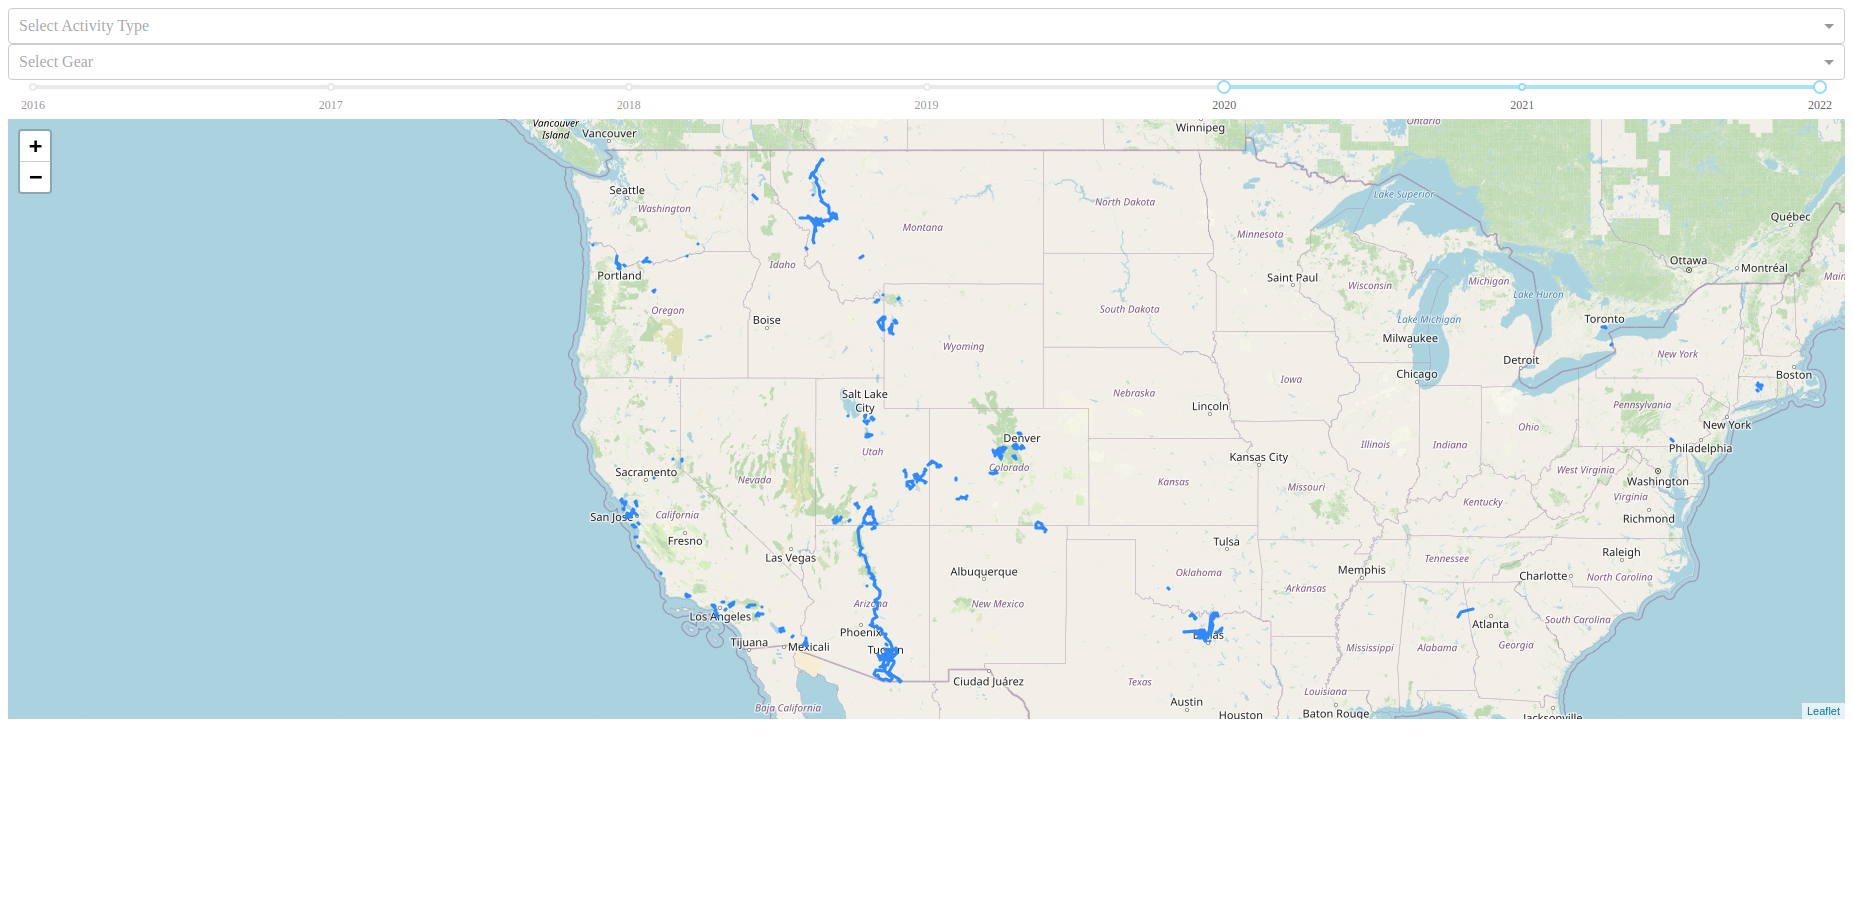 Select Activity Type
Select Gear
2016 2017 2018 2019 2020 2021 2022
+
−
Vancouver
Island
Vancouver
Winnipeg
Ontario
Seattle
Washington
Lake Superior
North Dakota
Québec
Montana
Minnesota
Ottawa
Montréal
Idaho
Portland
Saint Paul
Wisconsin
Michigan
Lake Huron
Oregon
South Dakota
Boise
Lake Michigan
Toronto
Milwaukee
Wyoming
New York
Detroit
Chicago
Boston
Iowa
Salt Lake
City
Nebraska
Lincoln
Pennsylvania
New York
Ohio
Denver
Illinois
Indiana
Philadelphia
Utah
Kansas City
Colorado
Sacramento
West Virginia
Nevada
Kansas
Missouri
Washington
Virginia
Kentucky
San Jose
California
Richmond
Fresno
Tulsa
Raleigh
Las Vegas
Tennessee
Albuquerque
Oklahoma
Memphis
Charlotte
North Carolina
Arkansas
Arizona
New Mexico
Los Angeles
South Carolina
Atlanta
Phoenix
Dallas
Tijuana
Mexicali
Tucson
Mississippi
Alabama
Georgia
Ciudad Juárez
Texas
Louisiana
Austin
Baja California
Houston
Baton Rouge
Jacksonville
Leaflet